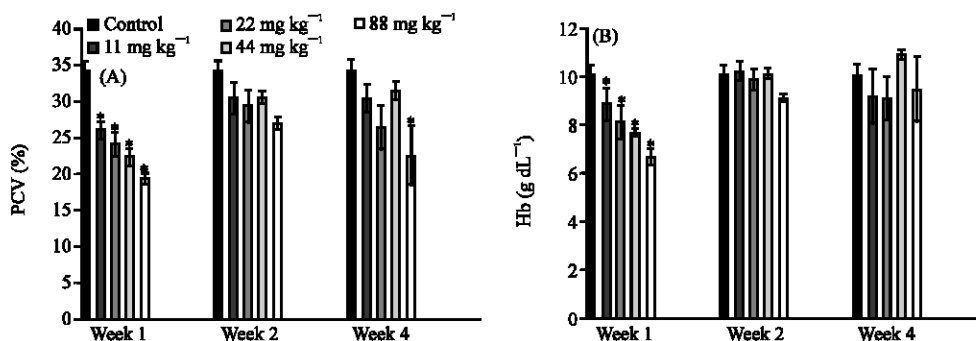 Control
22 mg kg⁻¹
88 mg kg⁻¹
11 mg kg⁻¹
44 mg kg⁻¹
(A)
PCV (%)
40
35
30
25
20
15
10
5
0
*
*
*
*
*
Week 1
Week 2
Week 4
(B)
Hb (g dL⁻¹)
12
10
8
6
4
2
0
*
*
*
*
Week 1
Week 2
Week 4